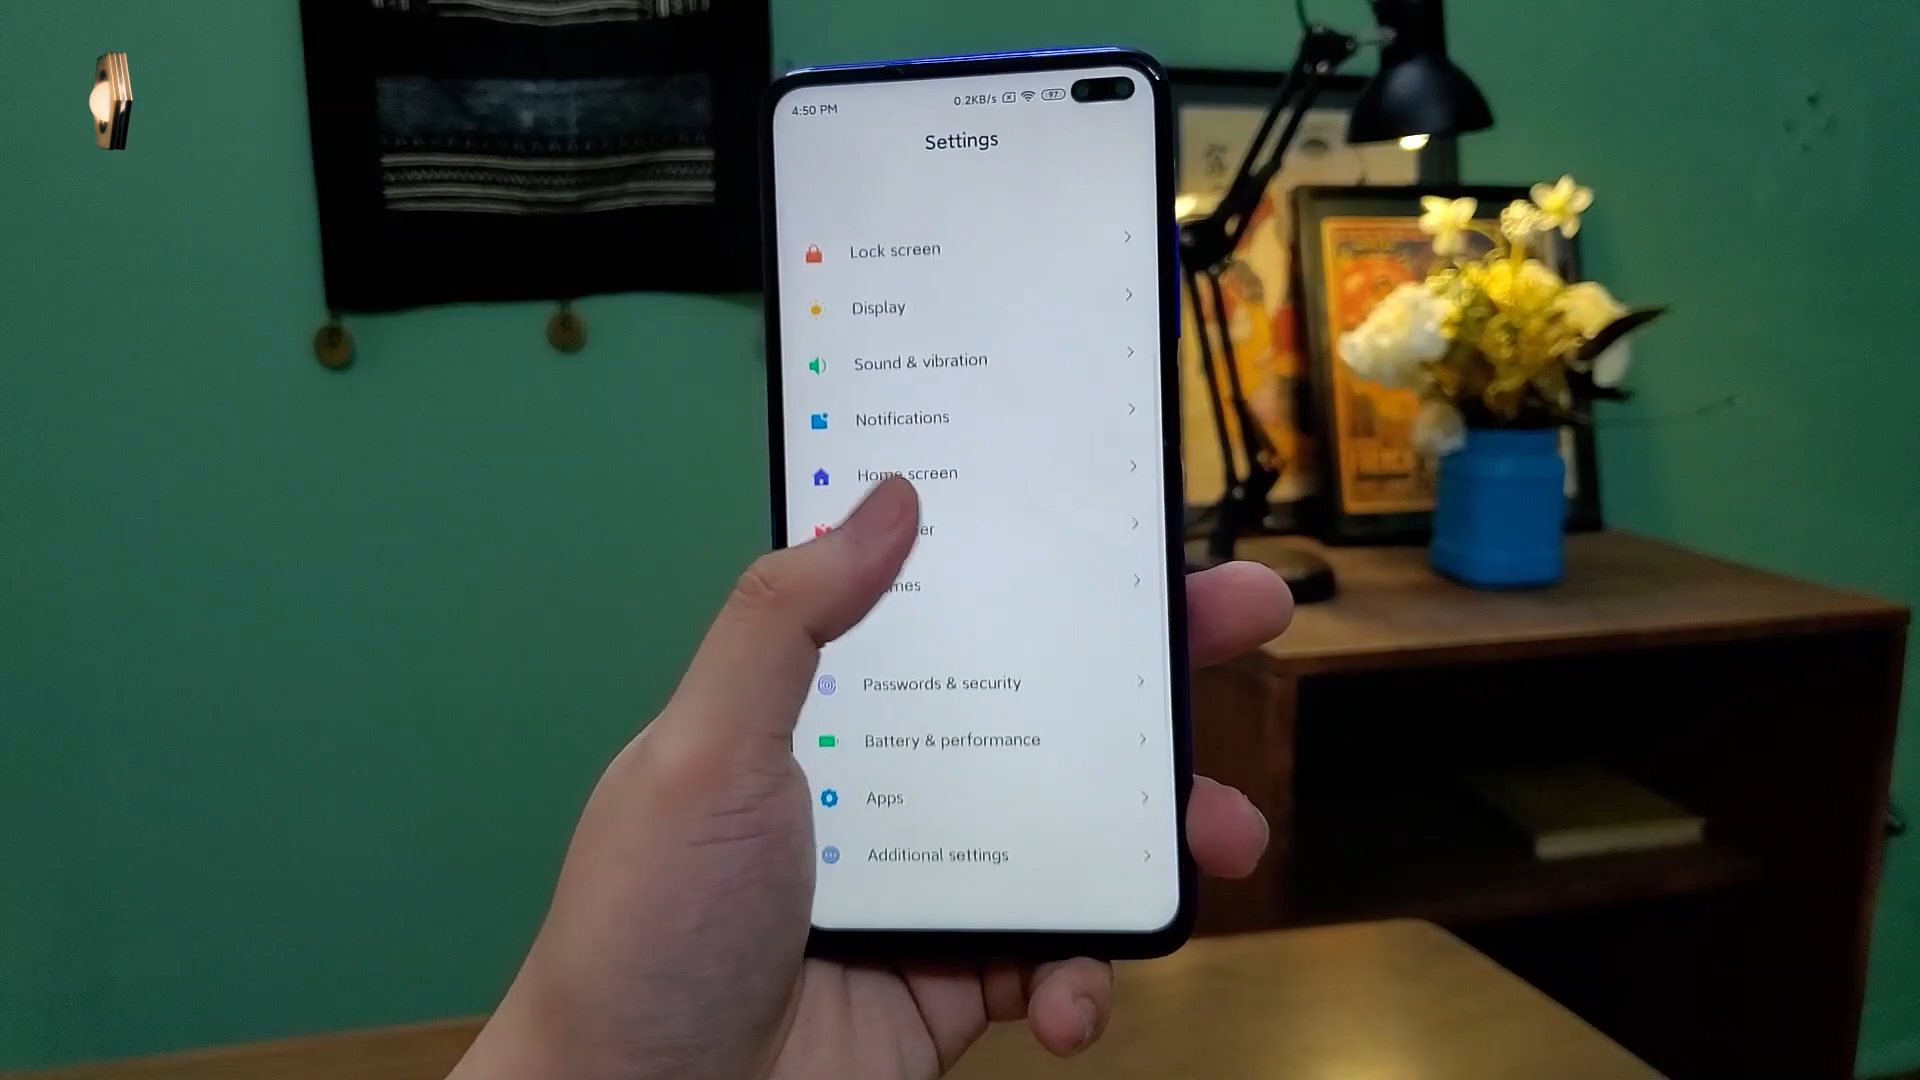 4:50 PM
0.2KB/s
97
Settings
Lock screen
Display
Sound & vibration
Notifications
Home screen
Passwords & security
Battery & performance
Apps
Additional settings